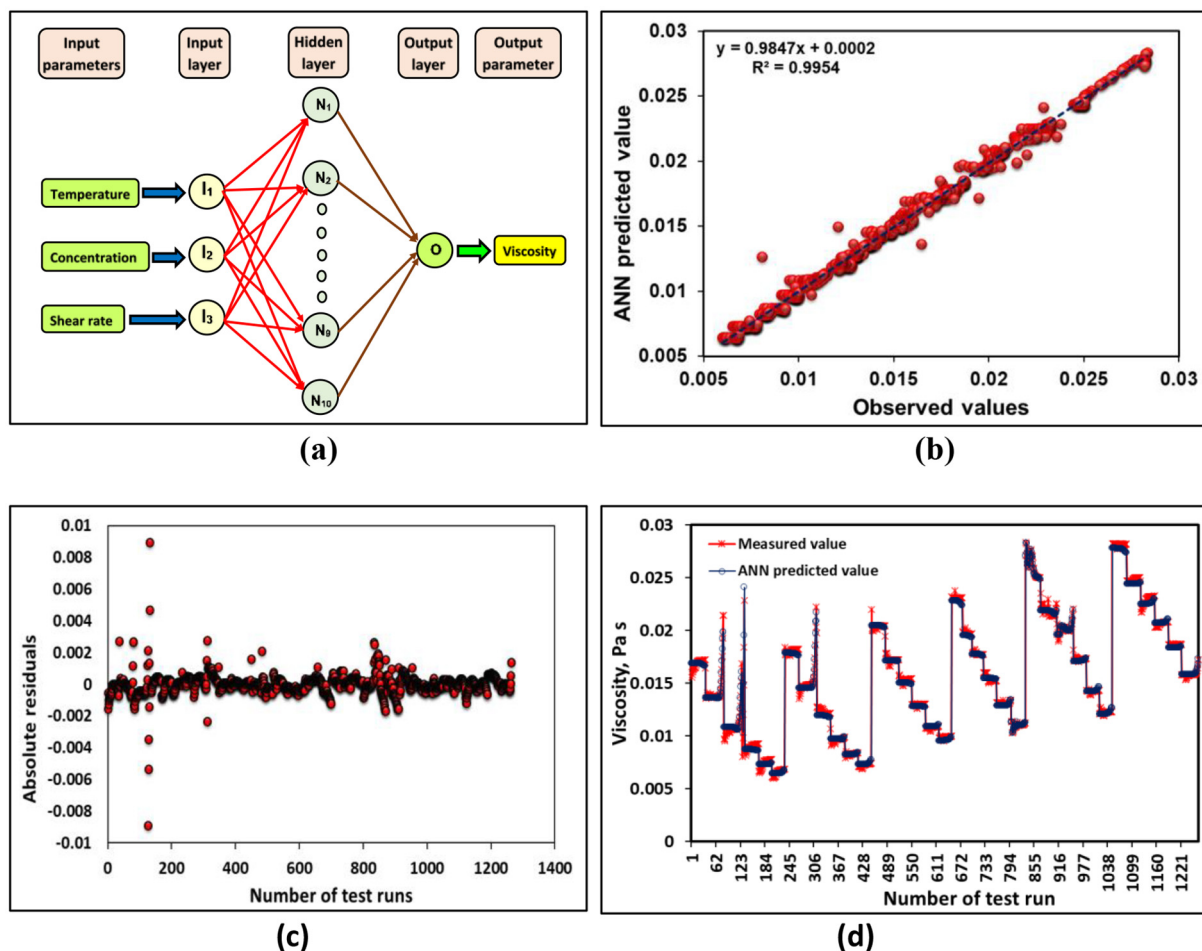 Input parameters
Input layer
Hidden layer
Output layer
Output parameter
N1
N2
N9
N10
Temperature
Concentration
Shear rate
I1
I2
I3
O
Viscosity
(a)
y = 0.9847x + 0.0002
R² = 0.9954
ANN predicted value
0.03
0.025
0.02
0.015
0.01
0.005
0.005
0.01
0.015
0.02
0.025
0.03
Observed values
(b)
Absolute residuals
0.01
0.008
0.006
0.004
0.002
0
-0.002
-0.004
-0.006
-0.008
-0.01
0
200
400
600
800
1000
1200
1400
Number of test runs
(c)
Viscosity, Pa s
0.03
0.025
0.02
0.015
0.01
0.005
0
Measured value
ANN predicted value
1
62
123
184
245
306
367
428
489
550
611
672
733
794
855
916
977
1038
1099
1160
1221
Number of test run
(d)